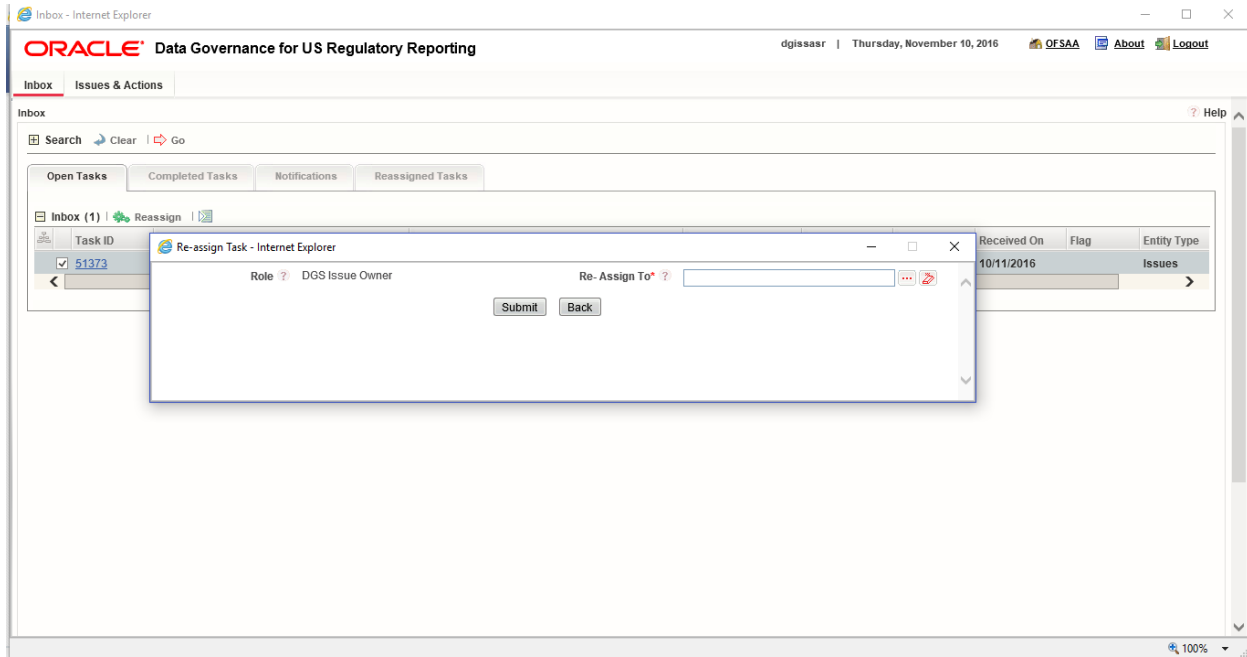 Inbox - Internet Explorer
ORACLE Data Governance for US Regulatory Reporting dgissasr | Thursday, November 10, 2016 OFSAA About Logout
Inbox Issues & Actions
Inbox ? Help
Search Clear | Go
Open Tasks Completed Tasks Notifications Reassigned Tasks
Inbox (1) | Reassign |
Task ID Received On Flag Entity Type
51373 10/11/2016 Issues
Re-assign Task - Internet Explorer
Role ? DGS Issue Owner Re- Assign To* ?
Submit Back
100%